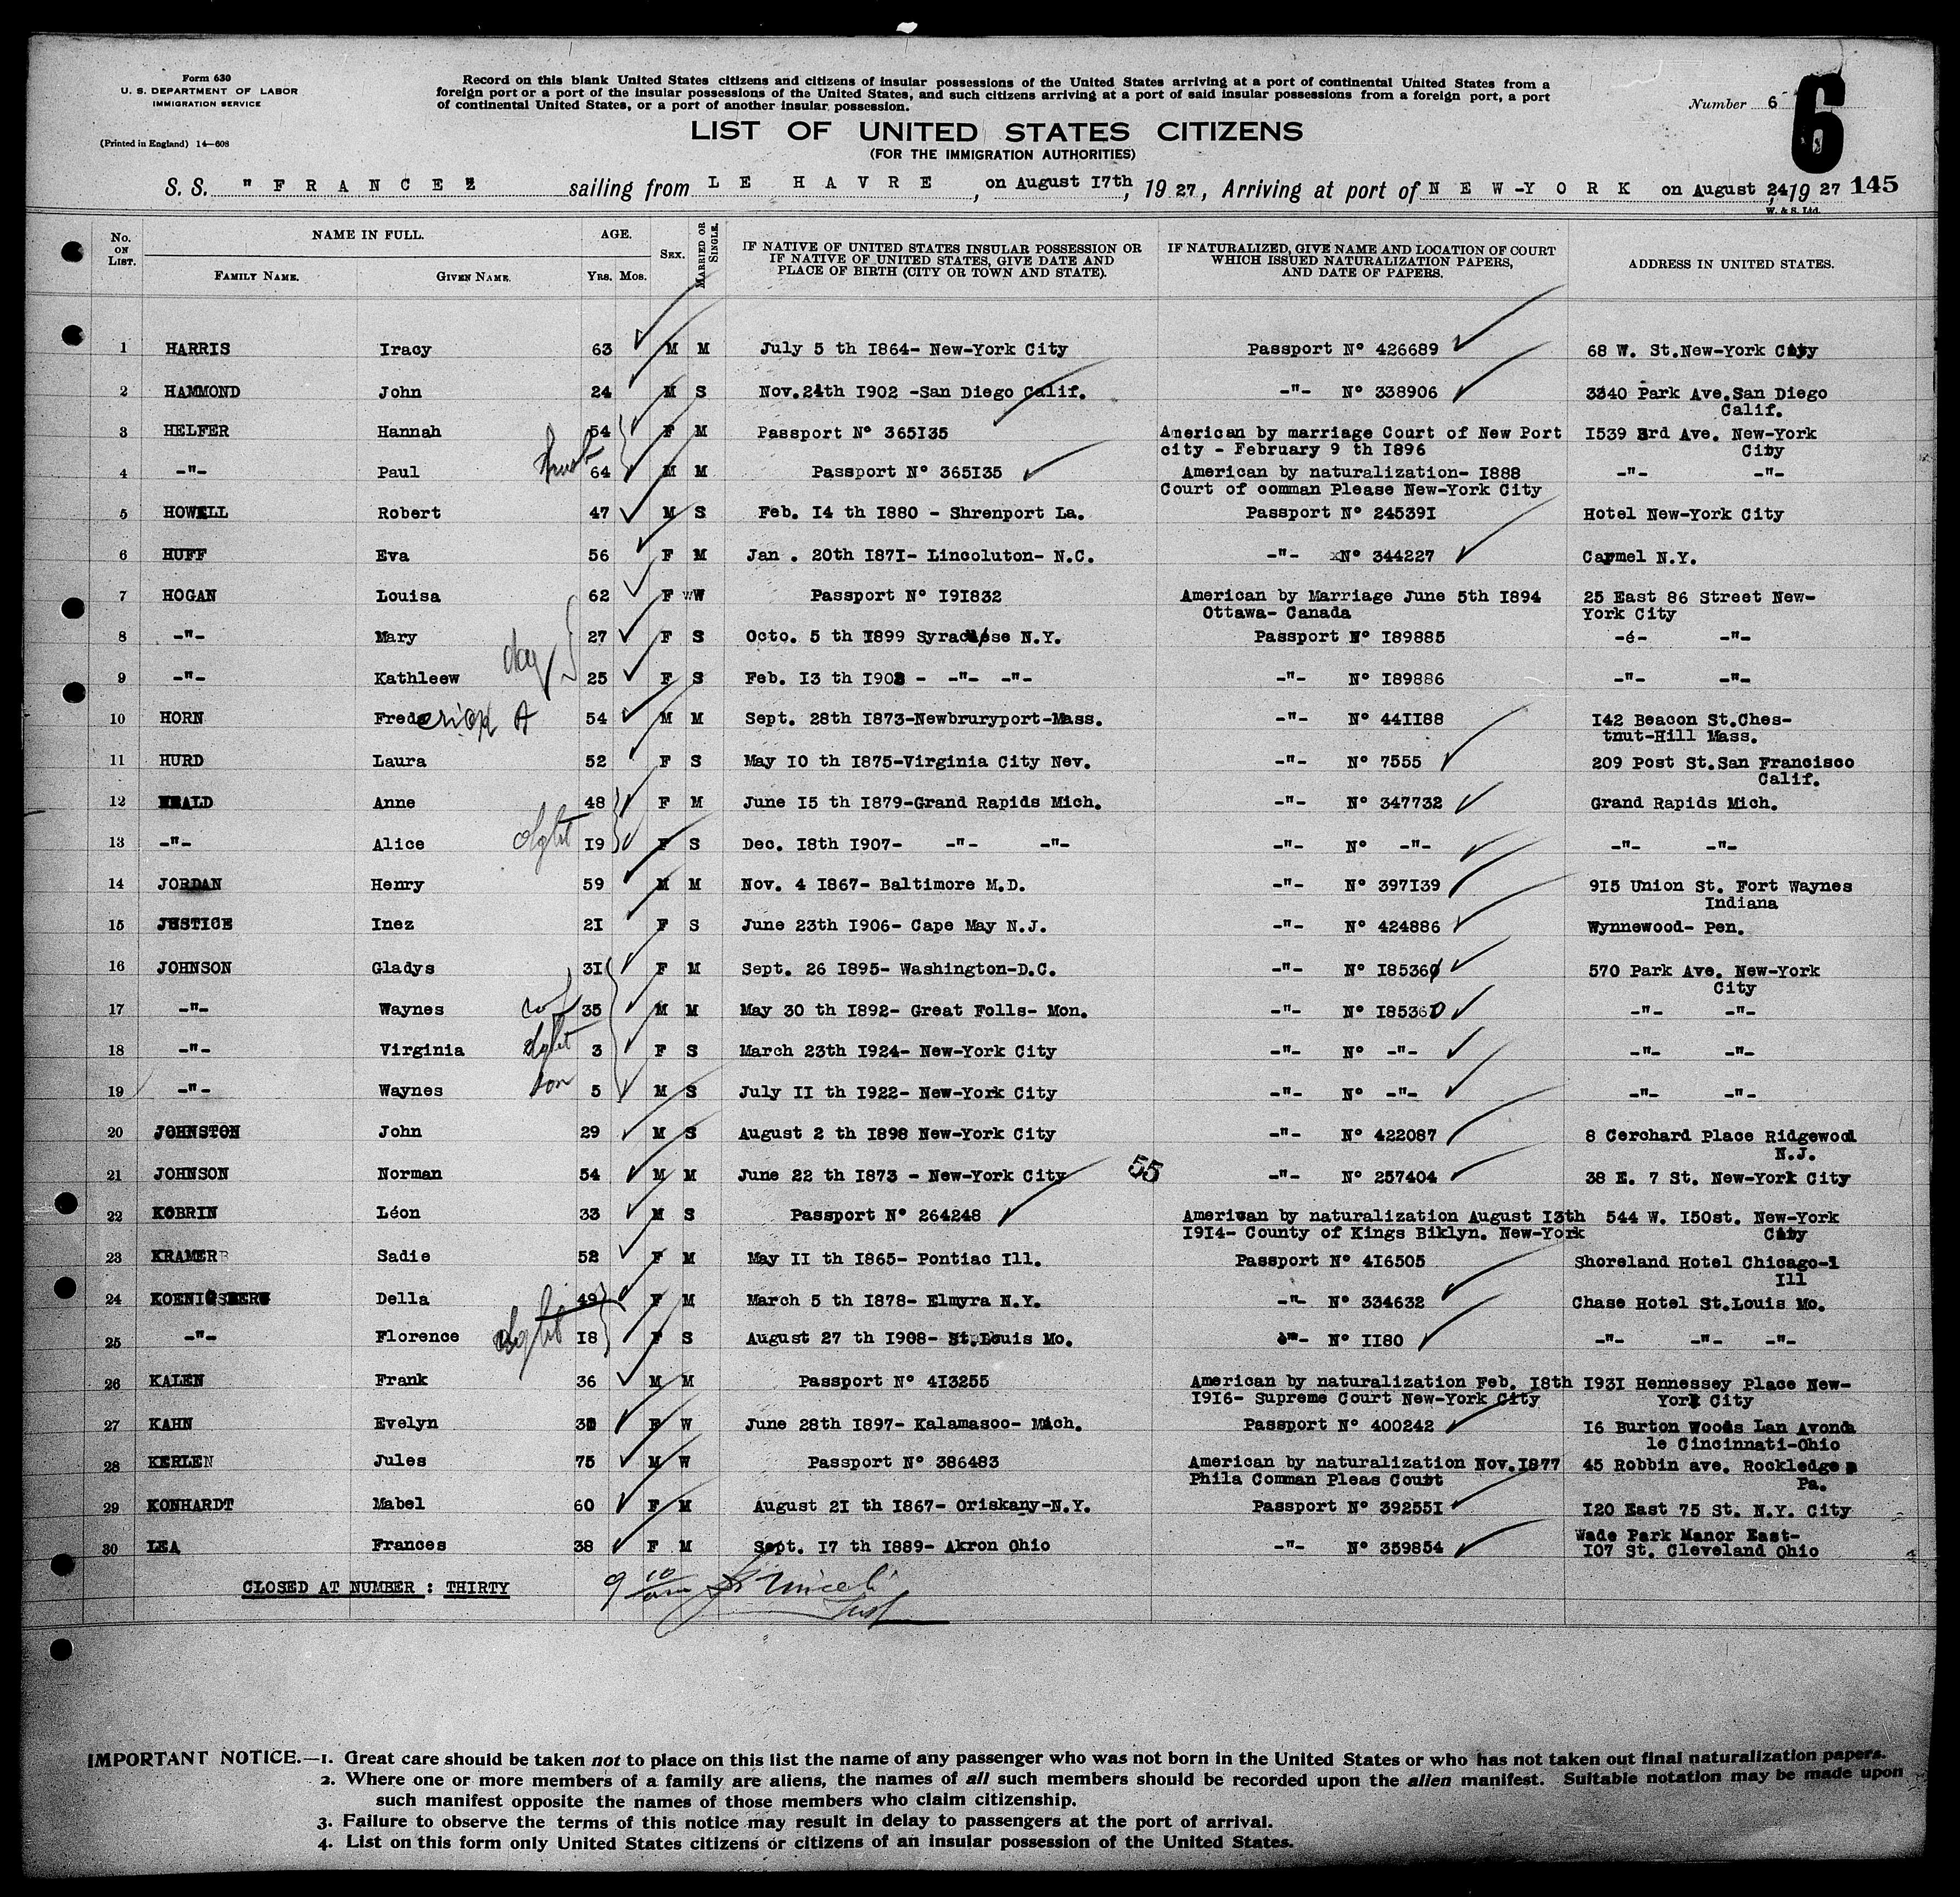 Form 630
U. S. DEPARTMENT OF LABOR
IMMIGRATION SERVICE
(Printed in England) 14—608
Record on this blank United States citizens and citizens of insular possessions of the United States arriving at a port of continental United States from a
foreign port or a port of the insular possessions of the United States, and such citizens arriving at a port of said insular possessions from a foreign port, a port
of continental United States, or a port of another insular possession.
Number 6
6
LIST OF UNITED STATES CITIZENS
(FOR THE IMMIGRATION AUTHORITIES)
S. S. "FRANCE" sailing from LE HAVRE, on August 17th, 1927, Arriving at port of NEW-YORK on August 24, 1927 145
W. & S. Ltd.
No. ON LIST. NAME IN FULL. AGE. SEX. MARRIED OR SINGLE. IF NATIVE OF UNITED STATES INSULAR POSSESSION OR IF NATIVE OF UNITED STATES, GIVE DATE AND PLACE OF BIRTH (CITY OR TOWN AND STATE). IF NATURALIZED, GIVE NAME AND LOCATION OF COURT WHICH ISSUED NATURALIZATION PAPERS, AND DATE OF PAPERS. ADDRESS IN UNITED STATES.
FAMILY NAME. GIVEN NAME. YRS. MOS.
1 HARRIS Iracy 63 M M July 5 th 1864- New-York City Passport N° 426689 68 W. St.New-York City
2 HAMMOND John 24 M S Nov.24th 1902 -San Diego Calif. -"- N° 338906 3340 Park Ave.San Diego
Calif.
3 HELFER Hannah 54 F M Passport N° 365135 American by marriage Court of New Port 1539 3rd Ave. New-York
city - February 9 th 1896 City
4 -"- Paul 64 M M Passport N° 365135 American by naturalization- 1888 -"- -"-
Court of comman Please New-York City
5 HOWELL Robert 47 M S Feb. 14 th 1880 - Shrenport La. Passport N° 245391 Hotel New-York City
6 HUFF Eva 56 F M Jan . 20th 1871- Lincoluton- N.C. -"- N° 344227 Carmel N.Y.
7 HOGAN Louisa 62 F W Passport N° 191832 American by Marriage June 5th 1894 25 East 86 Street New-
Ottawa- Canada York City
8 -"- Mary 27 F S Octo. 5 th 1899 Syracuse N.Y. Passport N° 189885 -é- -"-
9 -"- Kathleew 25 F S Feb. 13 th 1902 - -"- -"- -"- N° 189886 -"- -"-
10 HORN Frederick A 54 M M Sept. 28th 1873-Newbruryport-Mass. -"- N° 441188 142 Beacon St.Ches-
tnut-Hill Mass.
11 HURD Laura 52 F S May 10 th 1875-Virginia City Nev. -"- N° 7555 209 Post St.San Francisco
Calif.
12 HEALD Anne 48 F M June 15 th 1879-Grand Rapids Mich. -"- N° 347732 Grand Rapids Mich.
13 -"- Alice dght 19 F S Dec. 18th 1907- -"- -"- -"- N° -"- -"- -"-
14 JORDAN Henry 59 M M Nov. 4 1867- Baltimore M.D. -"- N° 397139 915 Union St. Fort Waynes
Indiana
15 JUSTICE Inez 21 F S June 23th 1906- Cape May N.J. -"- N° 424886 Wynnewood- Pen.
16 JOHNSON Gladys 31 F M Sept. 26 1895- Washington-D.C. -"- N° 185360 570 Park Ave. New-York
City
17 -"- Waynes 35 M M May 30 th 1892- Great Folls- Mon. -"- N° 185360 -"- -"-
18 -"- Virginia dght 3 F S March 23th 1924- New-York City -"- N° -"- -"- -"-
19 -"- Waynes son 5 M S July 11 th 1922- New-York City -"- N° -"- -"- -"-
20 JOHNSTON John 29 M S August 2 th 1898 New-York City -"- N° 422087 8 Cerchard Place Ridgewood
N.J.
21 JOHNSON Norman 54 M M June 22 th 1873 - New-York City 55 -"- N° 257404 38 E. 7 St. New-York City
22 KOBRIN Léon 33 M S Passport N° 264248 American by naturalization August 13th 544 W. 150st. New-York
1914- County of Kings Biklyn. New-York City
23 KRAMER Sadie 52 F M May 11 th 1865- Pontiac Ill. Passport N° 416505 Shoreland Hotel Chicago-1
Ill
24 KOENIGSBERG Della 49 F M March 5 th 1878- Elmyra N.Y. -"- N° 334632 Chase Hotel St.Louis Mo.
25 -"- Florence dght 18 F S August 27 th 1908- St.Louis Mo. -"- N° 1180 -"- -"- -"-
26 KALEN Frank 36 M M Passport N° 413255 American by naturalization Feb. 18th 1931 Hennessey Place New-
1916- Supreme Court New-York City York City
27 KAHN Evelyn F W June 28th 1897- Kalamasoo- Mich. Passport N° 400242 16 Burton Woods Lan Avonda
le Cincinnati-Ohio
28 KERLEN Jules 75 M W Passport N° 386483 American by naturalization Nov.1877 45 Robbin ave. Rockledge
Phila Comman Pleas Court Pa.
29 KONHARDT Mabel 60 F M August 21 th 1867- Oriskany-N.Y. Passport N° 392551 120 East 75 St. N.Y. City
30 LEA Frances 38 F M Sept. 17 th 1889- Akron Ohio -"- N° 359854 Wade Park Manor East-
107 St. Cleveland Ohio
CLOSED AT NUMBER : THIRTY
IMPORTANT NOTICE.—1. Great care should be taken not to place on this list the name of any passenger who was not born in the United States or who has not taken out final naturalization papers.
2. Where one or more members of a family are aliens, the names of all such members should be recorded upon the alien manifest. Suitable notation may be made upon
such manifest opposite the names of those members who claim citizenship.
3. Failure to observe the terms of this notice may result in delay to passengers at the port of arrival.
4. List on this form only United States citizens or citizens of an insular possession of the United States.